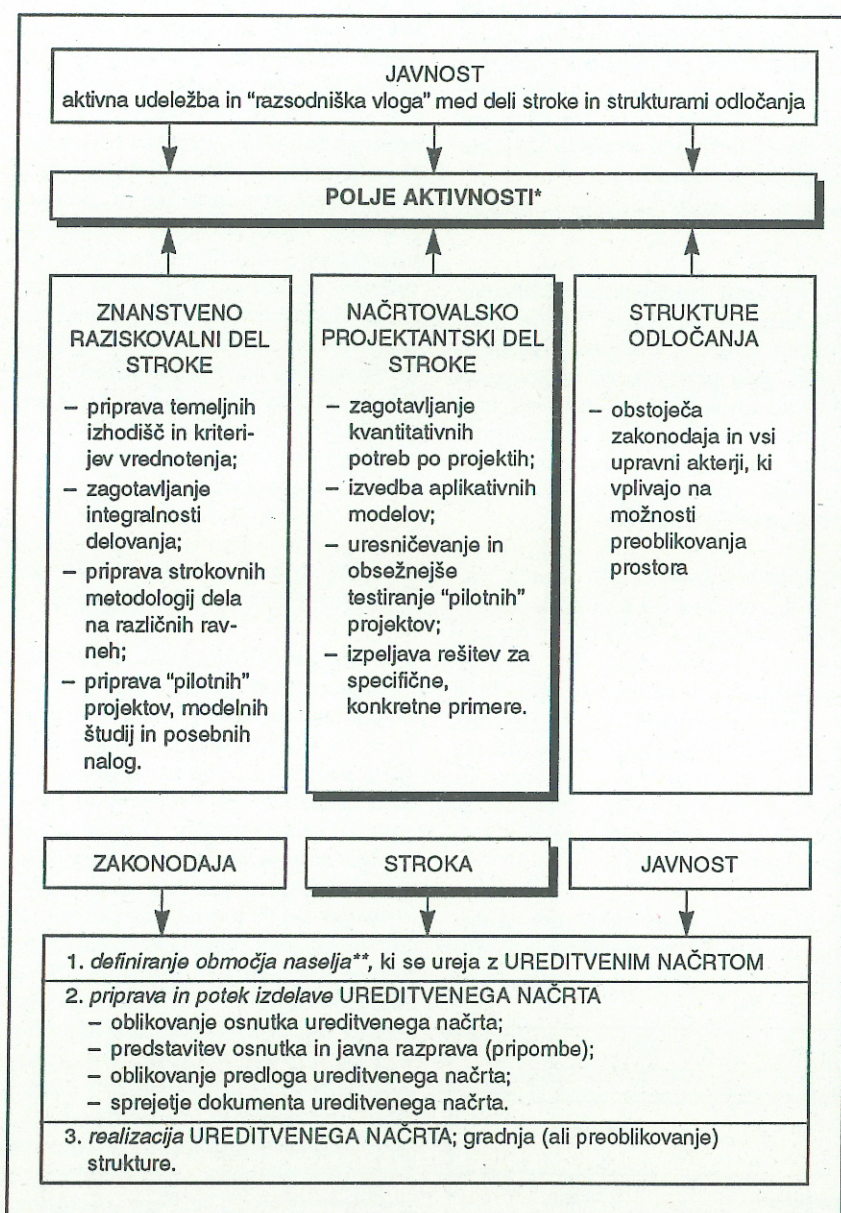 JAVNOST
aktivna udeležba in “razsodniška vloga” med deli stroke in strukturami odločanja
POLJE AKTIVNOSTI*
ZNANSTVENO
RAZISKOVALNI DEL
STROKE
– priprava temeljnih
izhodišč in kriteri-
jev vrednotenja;
– zagotavljanje
integralnosti
delovanja;
– priprava strokovnih
metodologij dela
na različnih rav-
neh;
– priprava “pilotnih”
projektov, modelnih
študij in posebnih
nalog.
NAČRTOVALSKO
PROJEKTANTSKI DEL
STROKE
– zagotavljanje
kvantitativnih
potreb po projektih;
– izvedba aplikativnih
modelov;
– uresničevanje in
obsežnejše
testiranje “pilotnih”
projektov;
– izpeljava rešitev za
specifične,
konkretne primere.
STRUKTURE
ODLOČANJA
– obstoječa
zakonodaja in vsi
upravni akterji, ki
vplivajo na
možnosti
preoblikovanja
prostora
ZAKONODAJA
STROKA
JAVNOST
1. definiranje območja naselja**, ki se ureja z UREDITVENIM NAČRTOM
2. priprava in potek izdelave UREDITVENEGA NAČRTA
– oblikovanje osnutka ureditvenega načrta;
– predstavitev osnutka in javna razprava (pripombe);
– oblikovanje predloga ureditvenega načrta;
– sprejetje dokumenta ureditvenega načrta.
3. realizacija UREDITVENEGA NAČRTA; gradnja (ali preoblikovanje)
strukture.